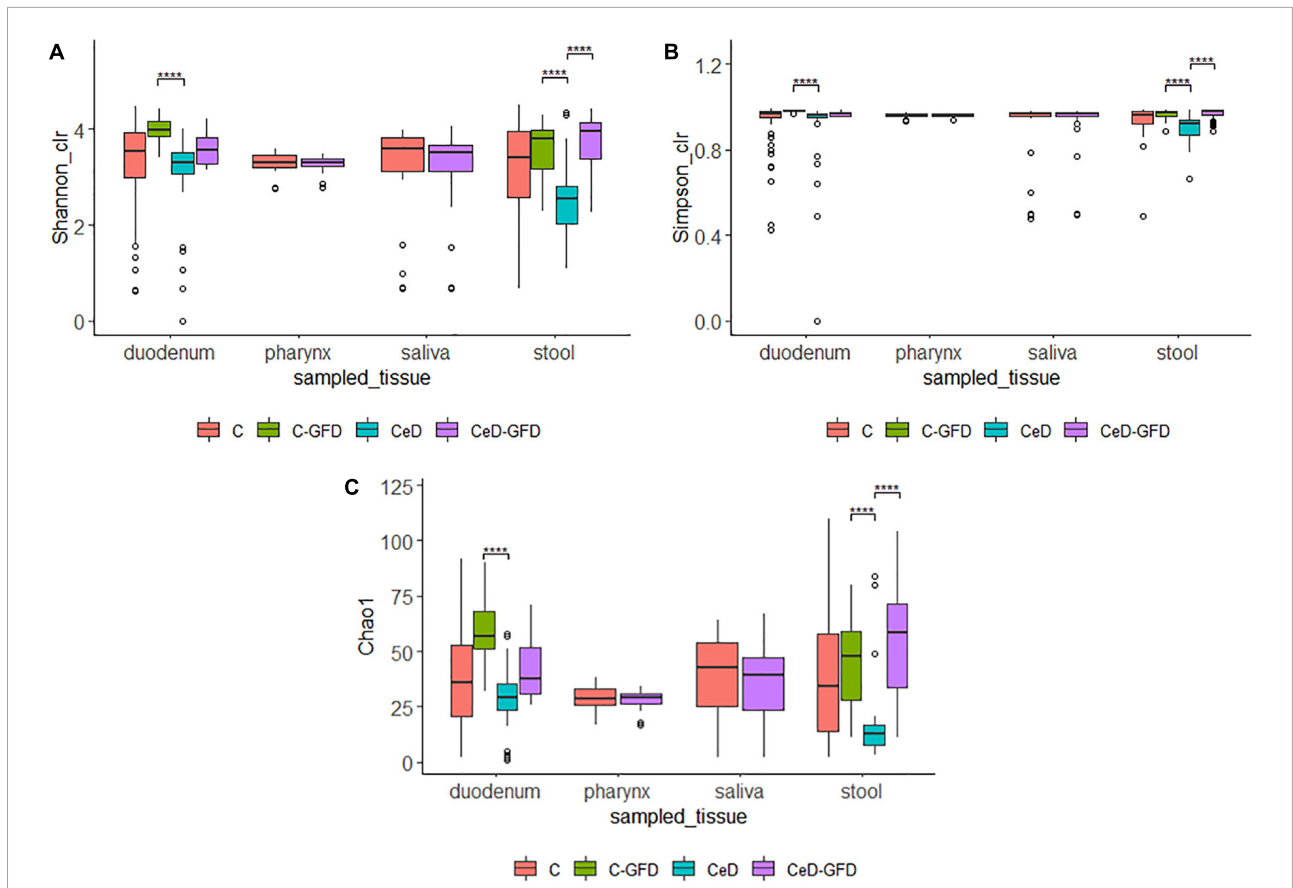 A
Shannon_clr
4
2
0
****
****
****
duodenum pharynx saliva stool
sampled_tissue
C C-GFD CeD CeD-GFD
B
Simpson_clr
1.2
0.8
0.4
0.0
****
****
****
duodenum pharynx saliva stool
sampled_tissue
C C-GFD CeD CeD-GFD
C
Chao1
125
100
75
50
25
0
****
****
****
duodenum pharynx saliva stool
sampled_tissue
C C-GFD CeD CeD-GFD